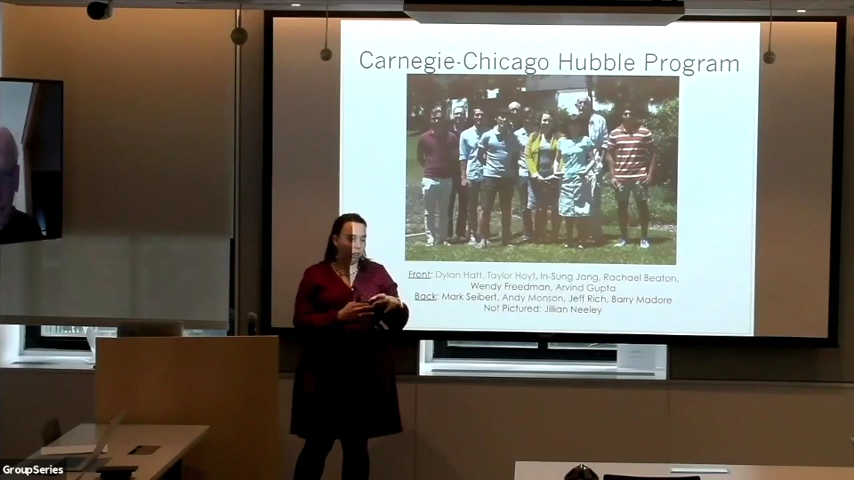 Carnegie-Chicago Hubble Program
Front: Dylan Hatt, Taylor Hoyt, In-Sung Jang, Rachael Beaton,
Wendy Freedman, Arvind Gupta
Back: Mark Seibert, Andy Monson, Jeff Rich, Barry Madore
Not Pictured: Jillian Neeley
GroupSeries